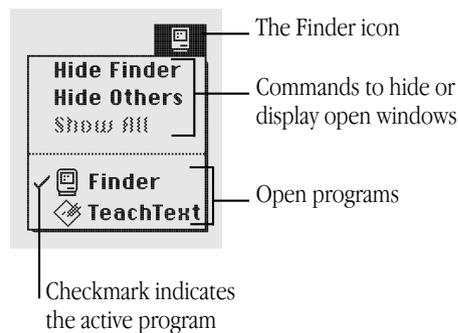 The Finder icon
Hide Finder
Hide Others
Show All
Commands to hide or
display open windows
Finder
TeachText
Open programs
Checkmark indicates
the active program